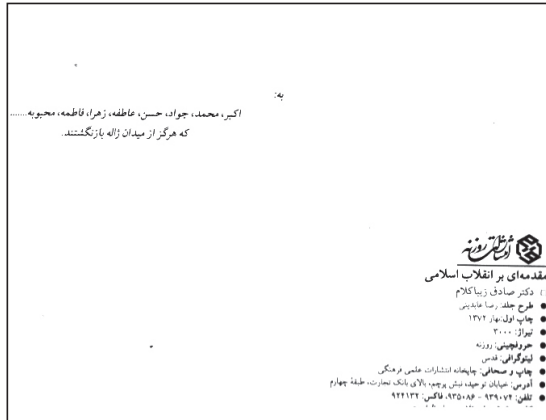 به:
اکبر، محمد، جواد، حسن، عاطفه، زهرا، فاطمه، محبوبه.......
که هرگز از میدان ژاله بازنگشتند.
انتشارات روزنه
مقدمه‌ای بر انقلاب اسلامی
دکتر صادق زیباکلام
● طرح جلد: رضا عابدینی
● چاپ اول: بهار ۱۳۷۲
● تیراژ: ۳۰۰۰
● حروفچینی: روزنه
● لیتوگرافی: قدس
● چاپ و صحافی: چاپخانه انتشارات علمی فرهنگی
● آدرس: خیابان توحید، نبش پرچم، بالای بانک تجارت، طبقهٔ چهارم
● تلفن: ۹۳۹۰۷۲ - ۹۳۵۰۸۶، فاکس: ۹۲۴۱۳۲